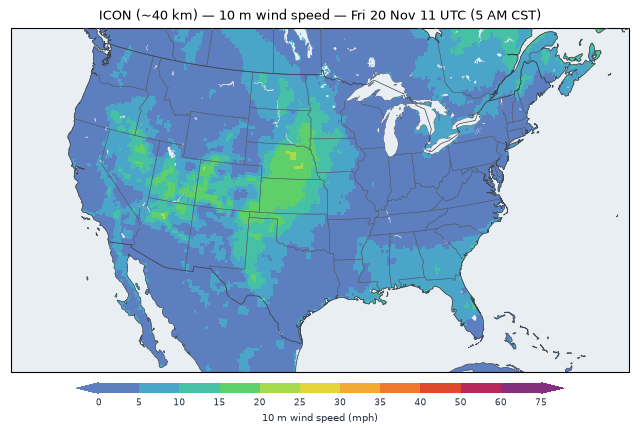 ICON (~40 km) — 10 m wind speed — Fri 20 Nov 11 UTC (5 AM CST)
0 5 10 15 20 25 30 35 40 50 60 75
10 m wind speed (mph)